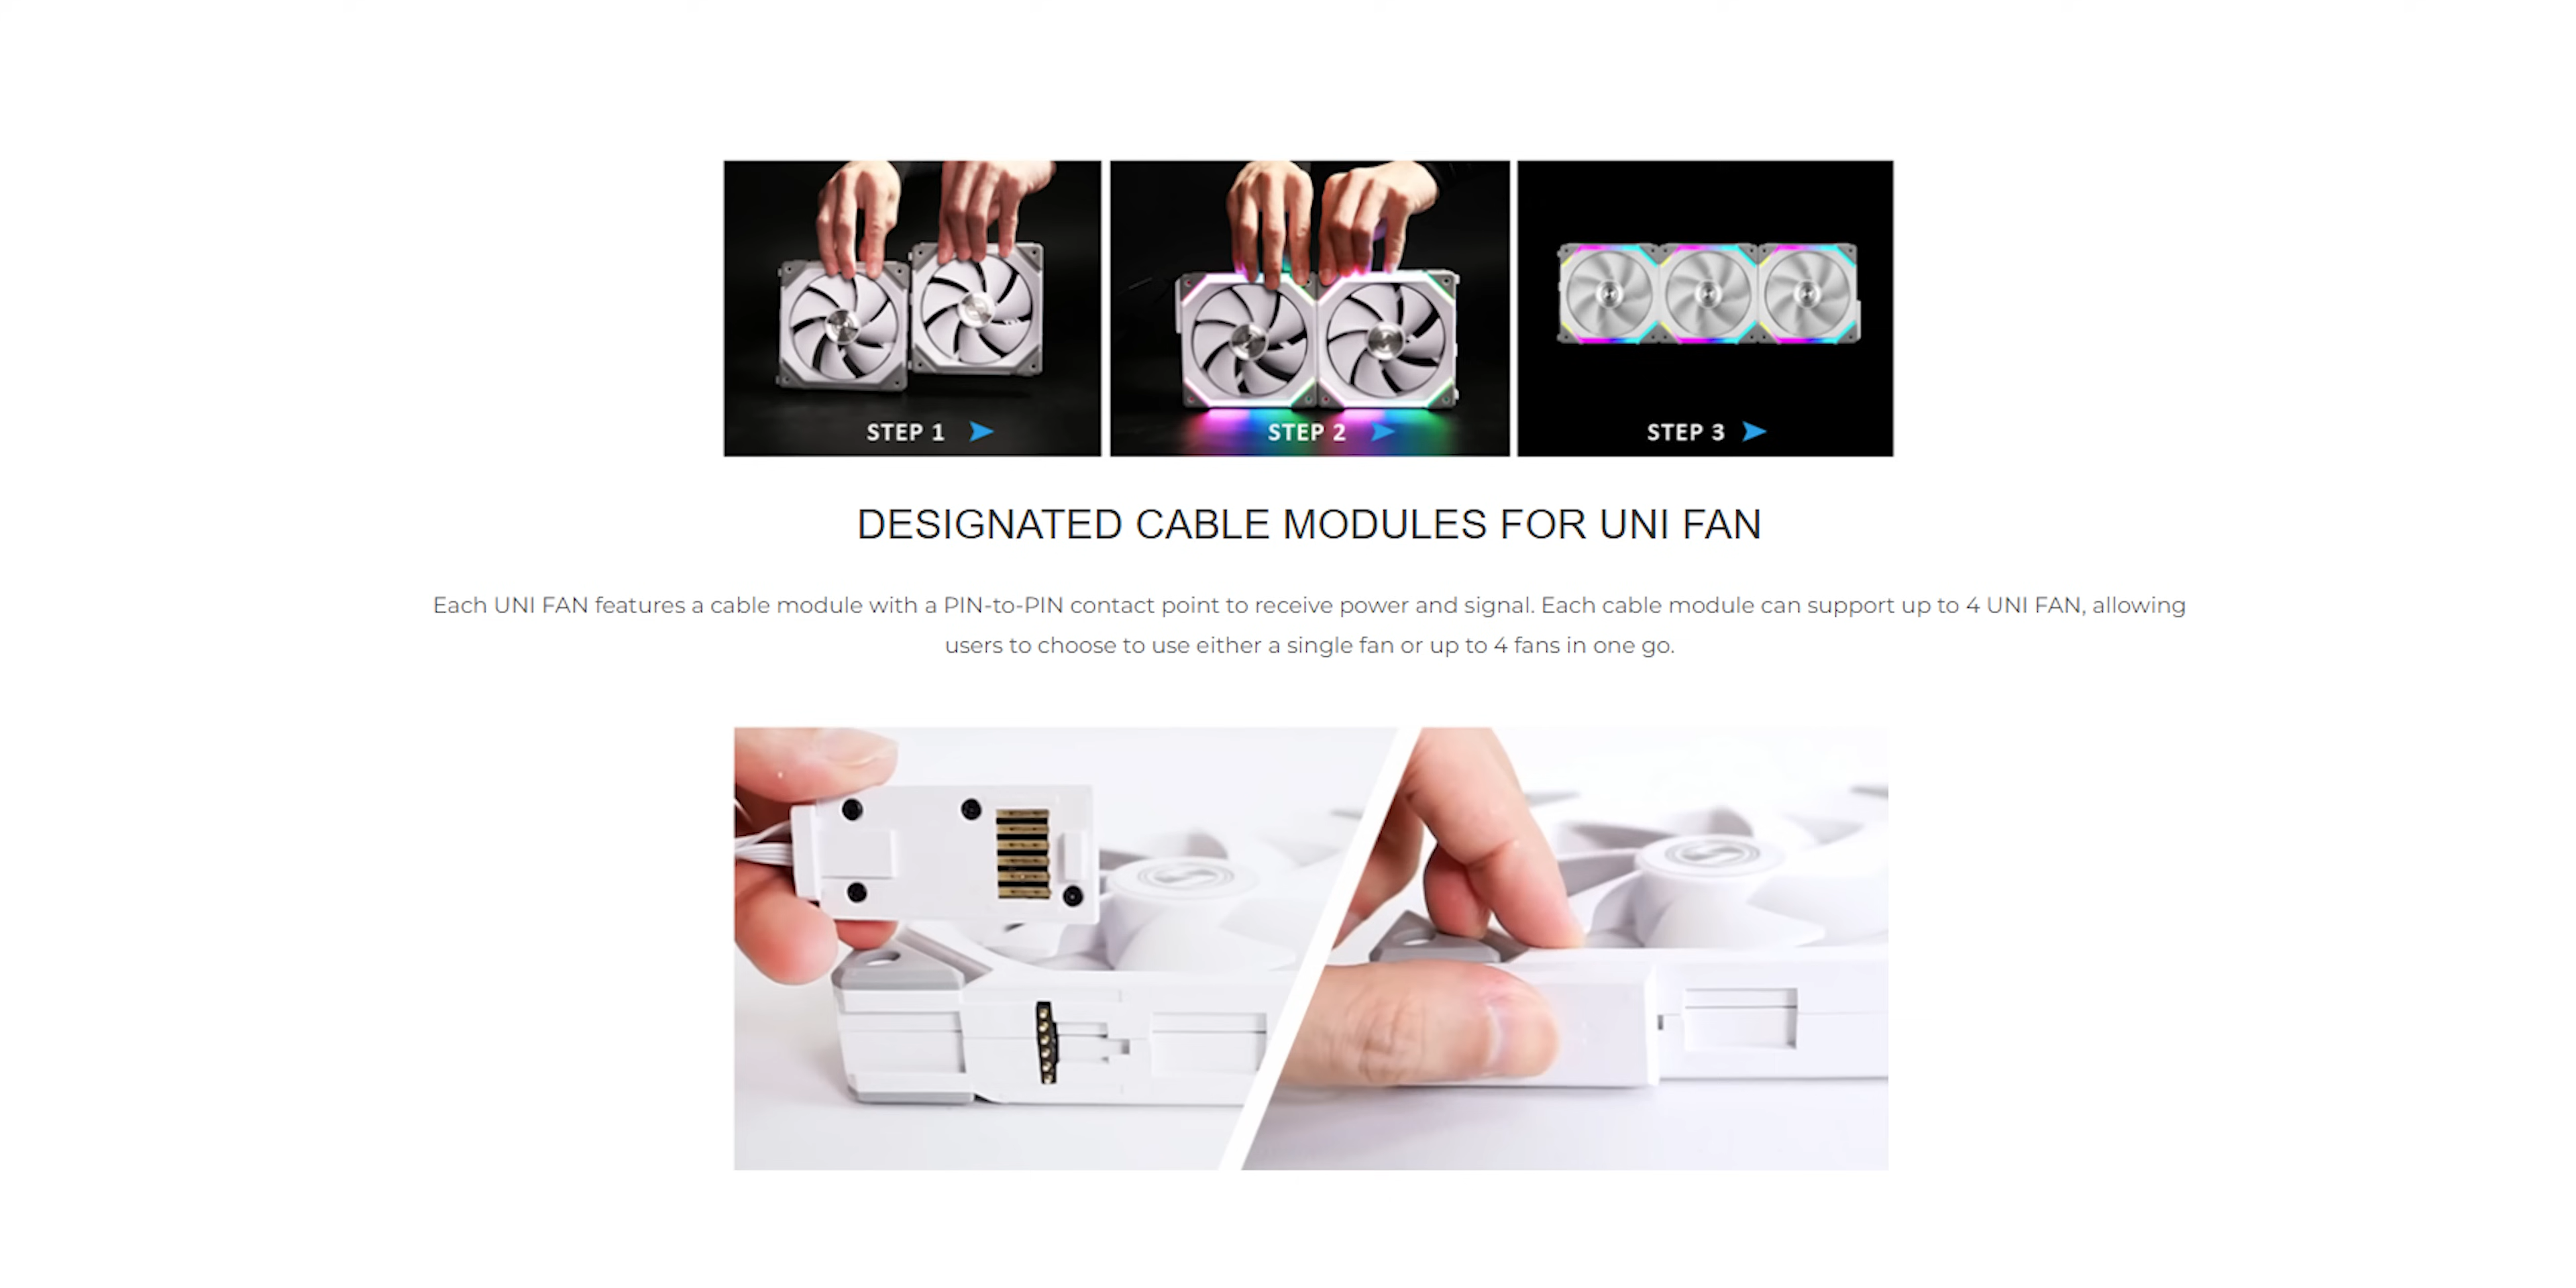 STEP 1
STEP 2
STEP 3
DESIGNATED CABLE MODULES FOR UNI FAN
Each UNI FAN features a cable module with a PIN-to-PIN contact point to receive power and signal. Each cable module can support up to 4 UNI FAN, allowing
users to choose to use either a single fan or up to 4 fans in one go.